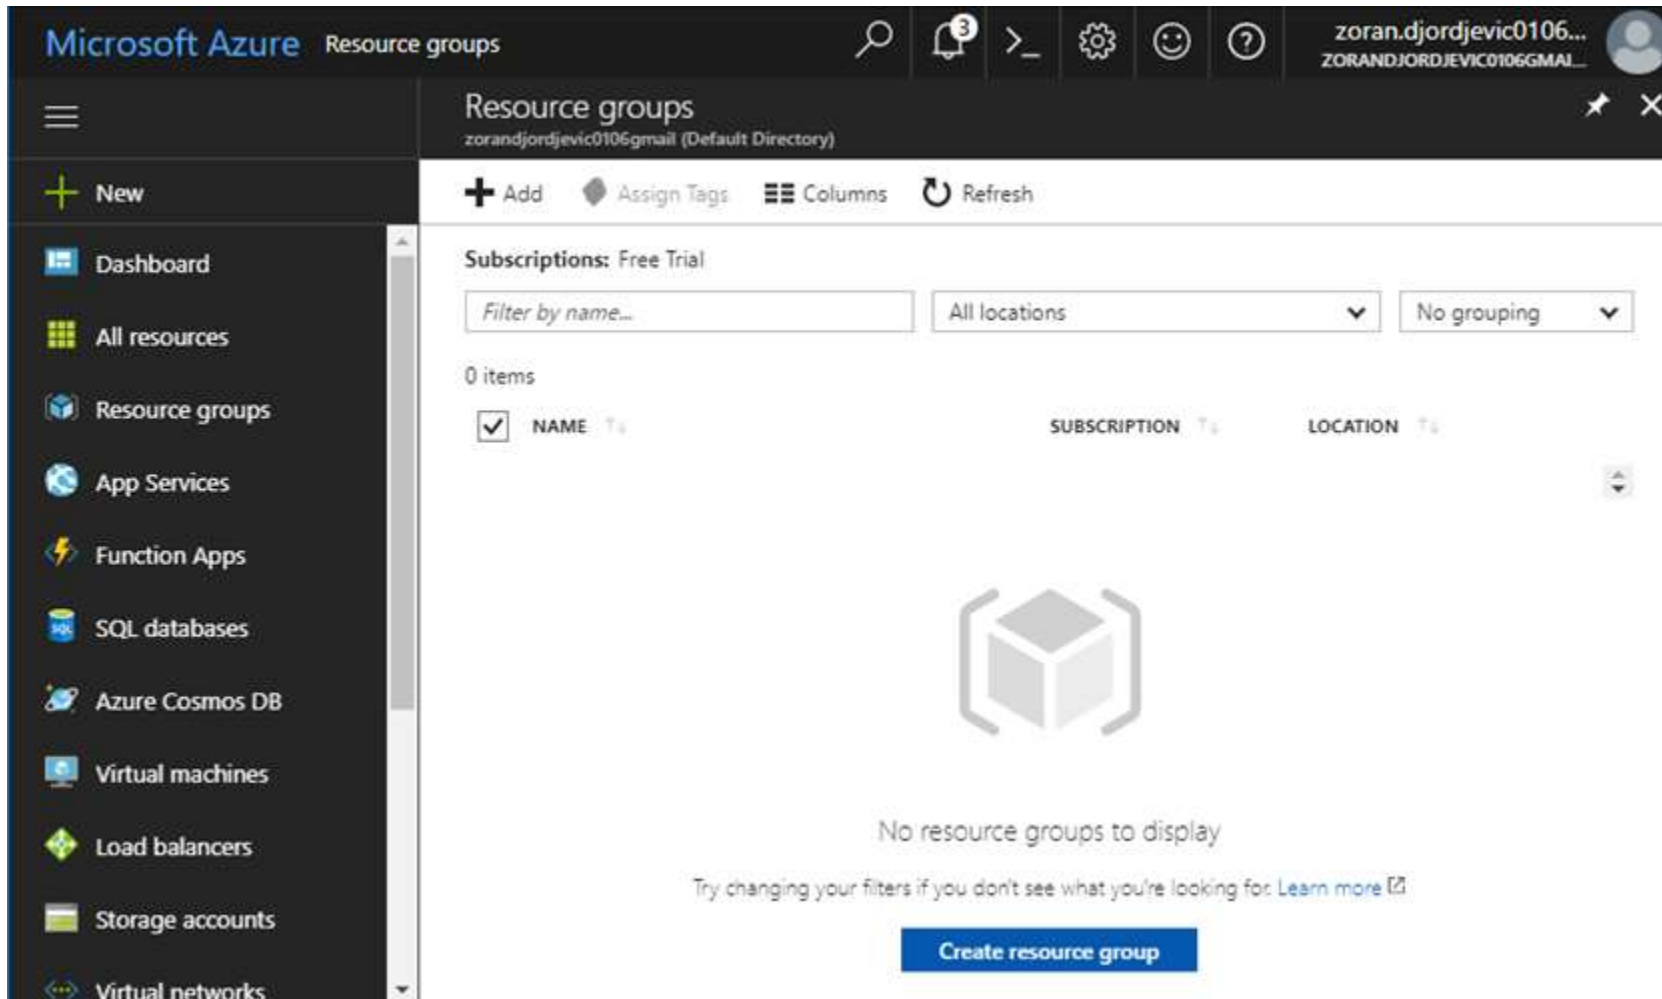 Microsoft Azure Resource groups
3
>_
zoran.djordjevic0106...
ZORANDJORDJEVIC0106GMAI...
Resource groups
zorandjordjevic0106gmail (Default Directory)
New
Add Assign Tags Columns Refresh
Dashboard
All resources
Resource groups
App Services
Function Apps
SQL databases
Azure Cosmos DB
Virtual machines
Load balancers
Storage accounts
Virtual networks
Subscriptions: Free Trial
Filter by name...
All locations
No grouping
0 items
NAME SUBSCRIPTION LOCATION
No resource groups to display
Try changing your filters if you don't see what you're looking for. Learn more
Create resource group